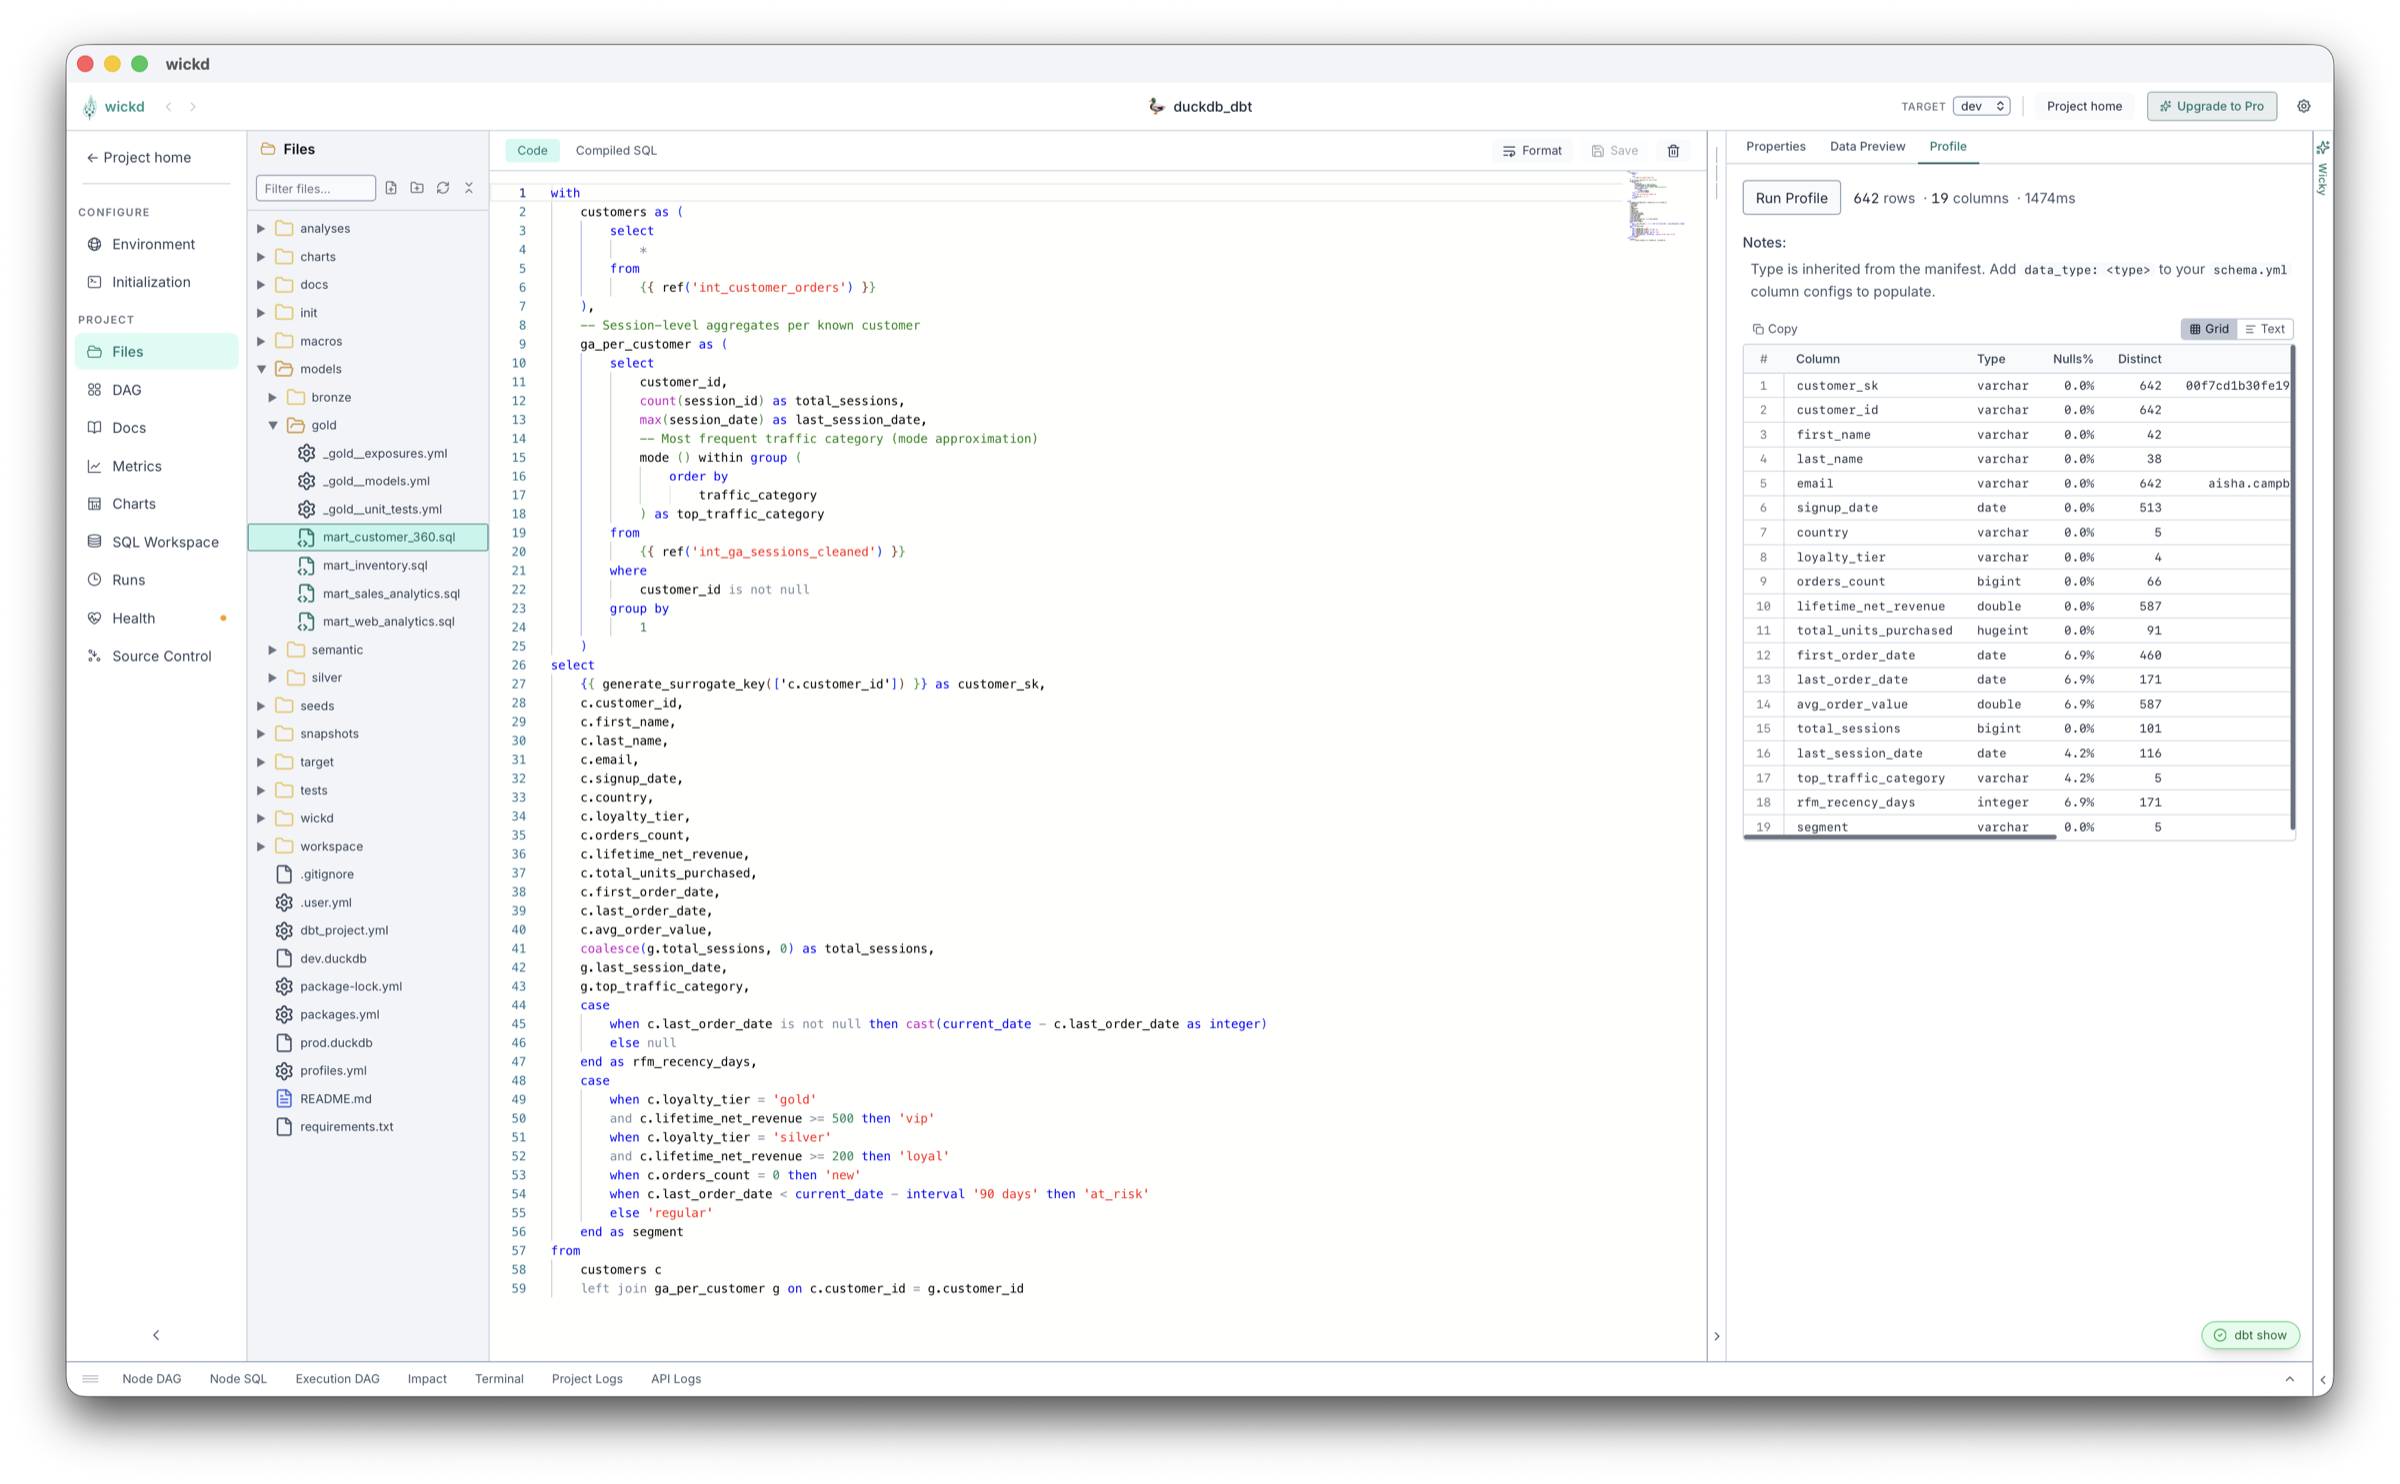 wickd
wickd
duckdb_dbt
TARGET dev Project home Upgrade to Pro
Project home
CONFIGURE
Environment
Initialization
PROJECT
Files
DAG
Docs
Metrics
Charts
SQL Workspace
Runs
Health
Source Control
Files
Filter files...
analyses
charts
docs
init
macros
models
bronze
gold
_gold__exposures.yml
_gold__models.yml
_gold__unit_tests.yml
mart_customer_360.sql
mart_inventory.sql
mart_sales_analytics.sql
mart_web_analytics.sql
semantic
silver
seeds
snapshots
target
tests
wickd
workspace
.gitignore
.user.yml
dbt_project.yml
dev.duckdb
package-lock.yml
packages.yml
prod.duckdb
profiles.yml
README.md
requirements.txt
Code Compiled SQL Format Save
1 with
2 customers as (
3 select
4 *
5 from
6 {{ ref('int_customer_orders') }}
7 ),
8 -- Session-level aggregates per known customer
9 ga_per_customer as (
10 select
11 customer_id,
12 count(session_id) as total_sessions,
13 max(session_date) as last_session_date,
14 -- Most frequent traffic category (mode approximation)
15 mode () within group (
16 order by
17 traffic_category
18 ) as top_traffic_category
19 from
20 {{ ref('int_ga_sessions_cleaned') }}
21 where
22 customer_id is not null
23 group by
24 1
25 )
26 select
27 {{ generate_surrogate_key(['c.customer_id']) }} as customer_sk,
28 c.customer_id,
29 c.first_name,
30 c.last_name,
31 c.email,
32 c.signup_date,
33 c.country,
34 c.loyalty_tier,
35 c.orders_count,
36 c.lifetime_net_revenue,
37 c.total_units_purchased,
38 c.first_order_date,
39 c.last_order_date,
40 c.avg_order_value,
41 coalesce(g.total_sessions, 0) as total_sessions,
42 g.last_session_date,
43 g.top_traffic_category,
44 case
45 when c.last_order_date is not null then cast(current_date - c.last_order_date as integer)
46 else null
47 end as rfm_recency_days,
48 case
49 when c.loyalty_tier = 'gold'
50 and c.lifetime_net_revenue >= 500 then 'vip'
51 when c.loyalty_tier = 'silver'
52 and c.lifetime_net_revenue >= 200 then 'loyal'
53 when c.orders_count = 0 then 'new'
54 when c.last_order_date < current_date - interval '90 days' then 'at_risk'
55 else 'regular'
56 end as segment
57 from
58 customers c
59 left join ga_per_customer g on c.customer_id = g.customer_id
Properties Data Preview Profile
Run Profile 642 rows · 19 columns · 1474ms
Notes:
Type is inherited from the manifest. Add data_type: <type> to your schema.yml
column configs to populate.
Copy Grid Text
# Column Type Nulls% Distinct
1 customer_sk varchar 0.0% 642 00f7cd1b30fe19
2 customer_id varchar 0.0% 642
3 first_name varchar 0.0% 42
4 last_name varchar 0.0% 38
5 email varchar 0.0% 642 aisha.campb
6 signup_date date 0.0% 513
7 country varchar 0.0% 5
8 loyalty_tier varchar 0.0% 4
9 orders_count bigint 0.0% 66
10 lifetime_net_revenue double 0.0% 587
11 total_units_purchased hugeint 0.0% 91
12 first_order_date date 6.9% 460
13 last_order_date date 6.9% 171
14 avg_order_value double 6.9% 587
15 total_sessions bigint 0.0% 101
16 last_session_date date 4.2% 116
17 top_traffic_category varchar 4.2% 5
18 rfm_recency_days integer 6.9% 171
19 segment varchar 0.0% 5
Wicky
dbt show
Node DAG Node SQL Execution DAG Impact Terminal Project Logs API Logs